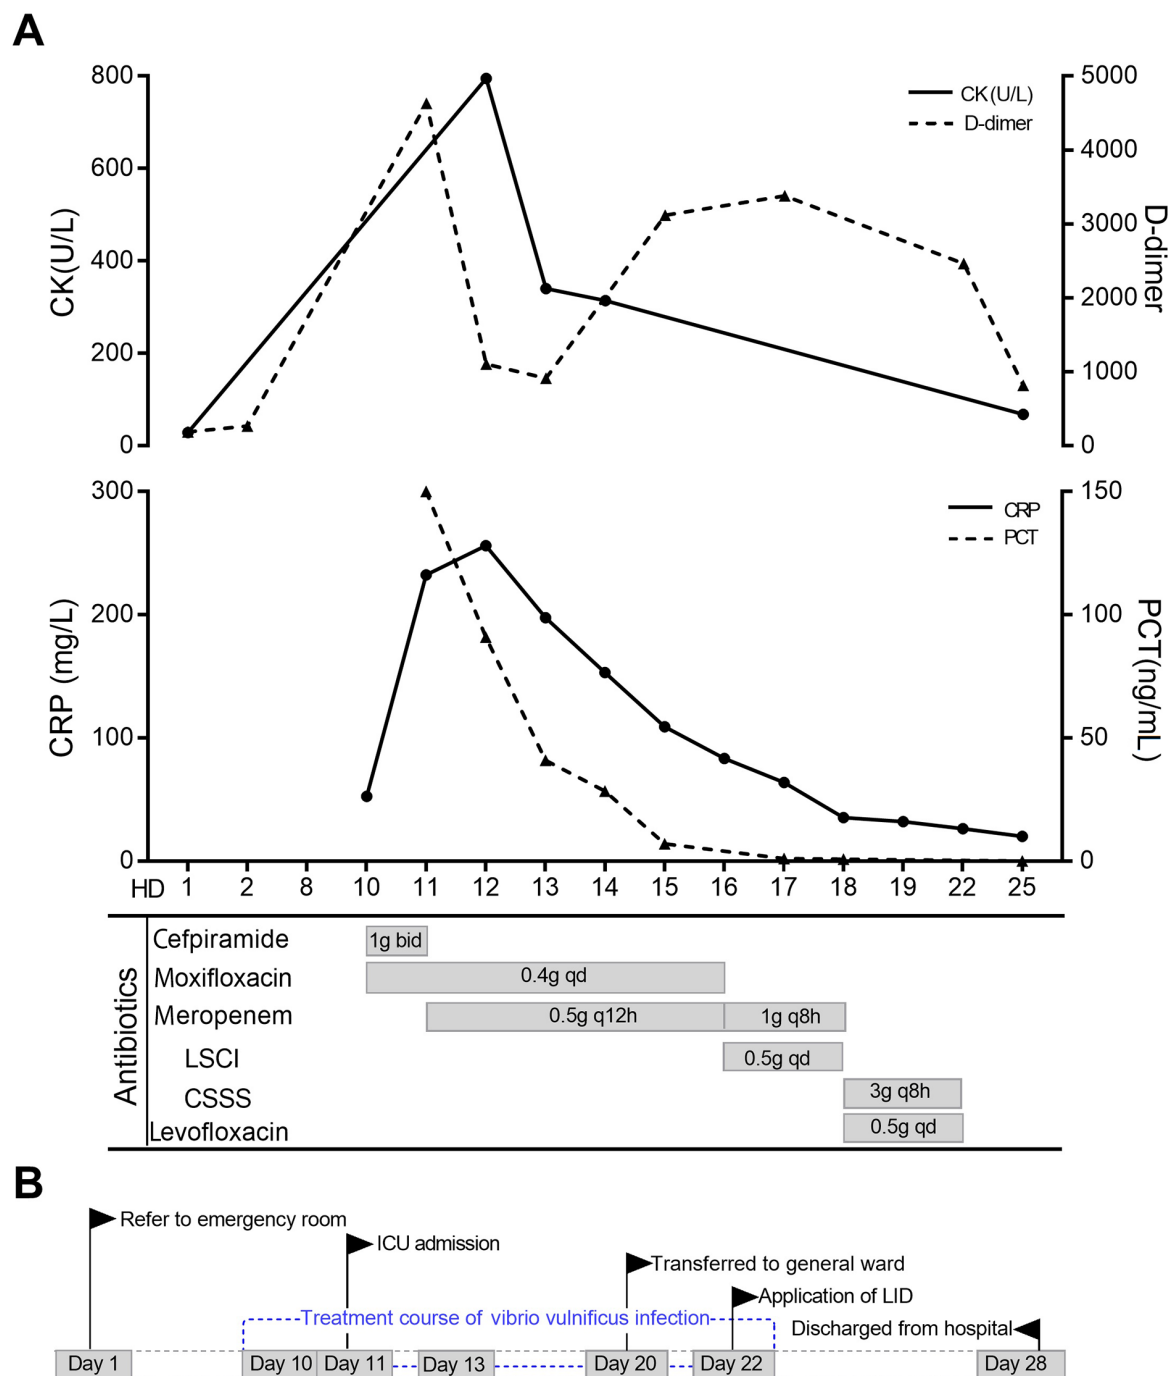 A
800
600
400
200
0
CK(U/L)
5000
4000
3000
2000
1000
0
D-dimer
CK(U/L)
D-dimer
300
200
100
0
CRP (mg/L)
150
100
50
0
PCT(ng/mL)
CRP
PCT
HD 1 2 8 10 11 12 13 14 15 16 17 18 19 22 25
Antibiotics
Cefpiramide 1g bid
Moxifloxacin 0.4g qd
Meropenem 0.5g q12h 1g q8h
LSCI 0.5g qd
CSSS 3g q8h
Levofloxacin 0.5g qd
B
Refer to emergency room
ICU admission
Transferred to general ward
Application of LID
Treatment course of vibrio vulnificus infection
Discharged from hospital
Day 1 Day 10 Day 11 Day 13 Day 20 Day 22 Day 28